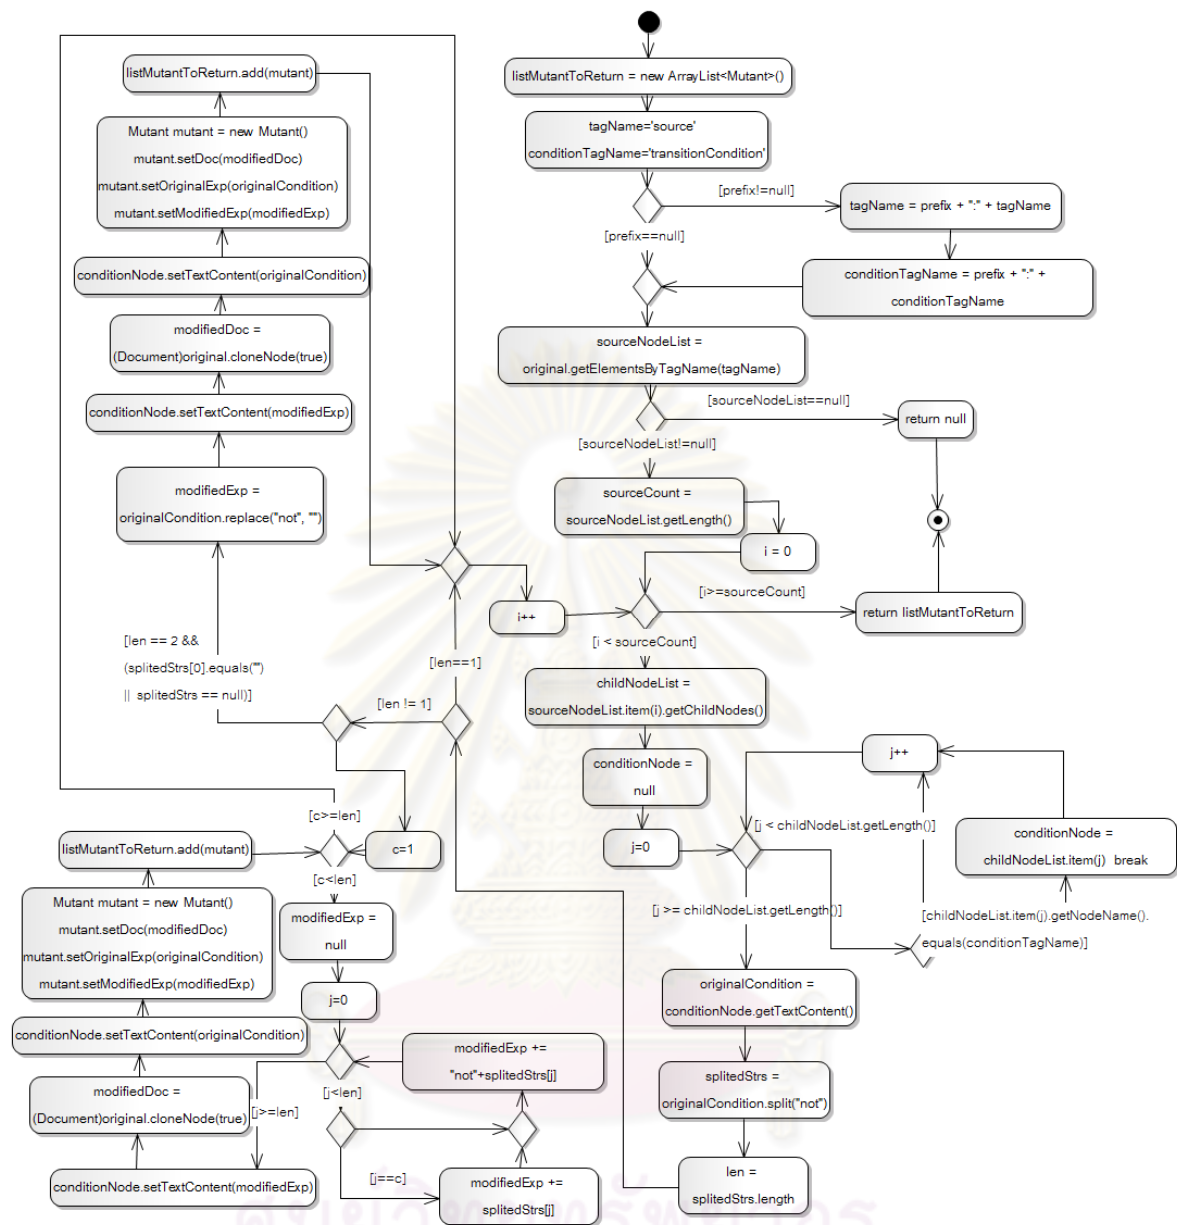 listMutantToReturn = new ArrayList<Mutant>()
tagName='source'
conditionTagName='transitionCondition'
[prefix!=null]
tagName = prefix + ":" + tagName
[prefix==null]
conditionTagName = prefix + ":" +
conditionTagName
sourceNodeList =
original.getElementsByTagName(tagName)
[sourceNodeList==null]
return null
[sourceNodeList!=null]
sourceCount =
sourceNodeList.getLength()
i = 0
i++
[i>=sourceCount]
return listMutantToReturn
[i < sourceCount]
childNodeList =
sourceNodeList.item(i).getChildNodes()
conditionNode =
null
j=0
j++
[j < childNodeList.getLength()]
conditionNode =
childNodeList.item(j)  break
[childNodeList.item(j).getNodeName().
equals(conditionTagName)]
[j >= childNodeList.getLength()]
originalCondition =
conditionNode.getTextContent()
splitedStrs =
originalCondition.split("not")
len =
splitedStrs.length
[len==1]
[len != 1]
[len == 2 &&
(splitedStrs[0].equals("")
|| splitedStrs == null)]
modifiedExp =
originalCondition.replace("not", "")
conditionNode.setTextContent(modifiedExp)
modifiedDoc =
(Document)original.cloneNode(true)
conditionNode.setTextContent(originalCondition)
Mutant mutant = new Mutant()
mutant.setDoc(modifiedDoc)
mutant.setOriginalExp(originalCondition)
mutant.setModifiedExp(modifiedExp)
listMutantToReturn.add(mutant)
c=1
[c>=len]
[c<len]
modifiedExp =
null
j=0
[j<len]
[j>=len]
[j==c]
modifiedExp +=
splitedStrs[j]
modifiedExp +=
"not"+splitedStrs[j]
conditionNode.setTextContent(modifiedExp)
modifiedDoc =
(Document)original.cloneNode(true)
conditionNode.setTextContent(originalCondition)
Mutant mutant = new Mutant()
mutant.setDoc(modifiedDoc)
mutant.setOriginalExp(originalCondition)
mutant.setModifiedExp(modifiedExp)
listMutantToReturn.add(mutant)